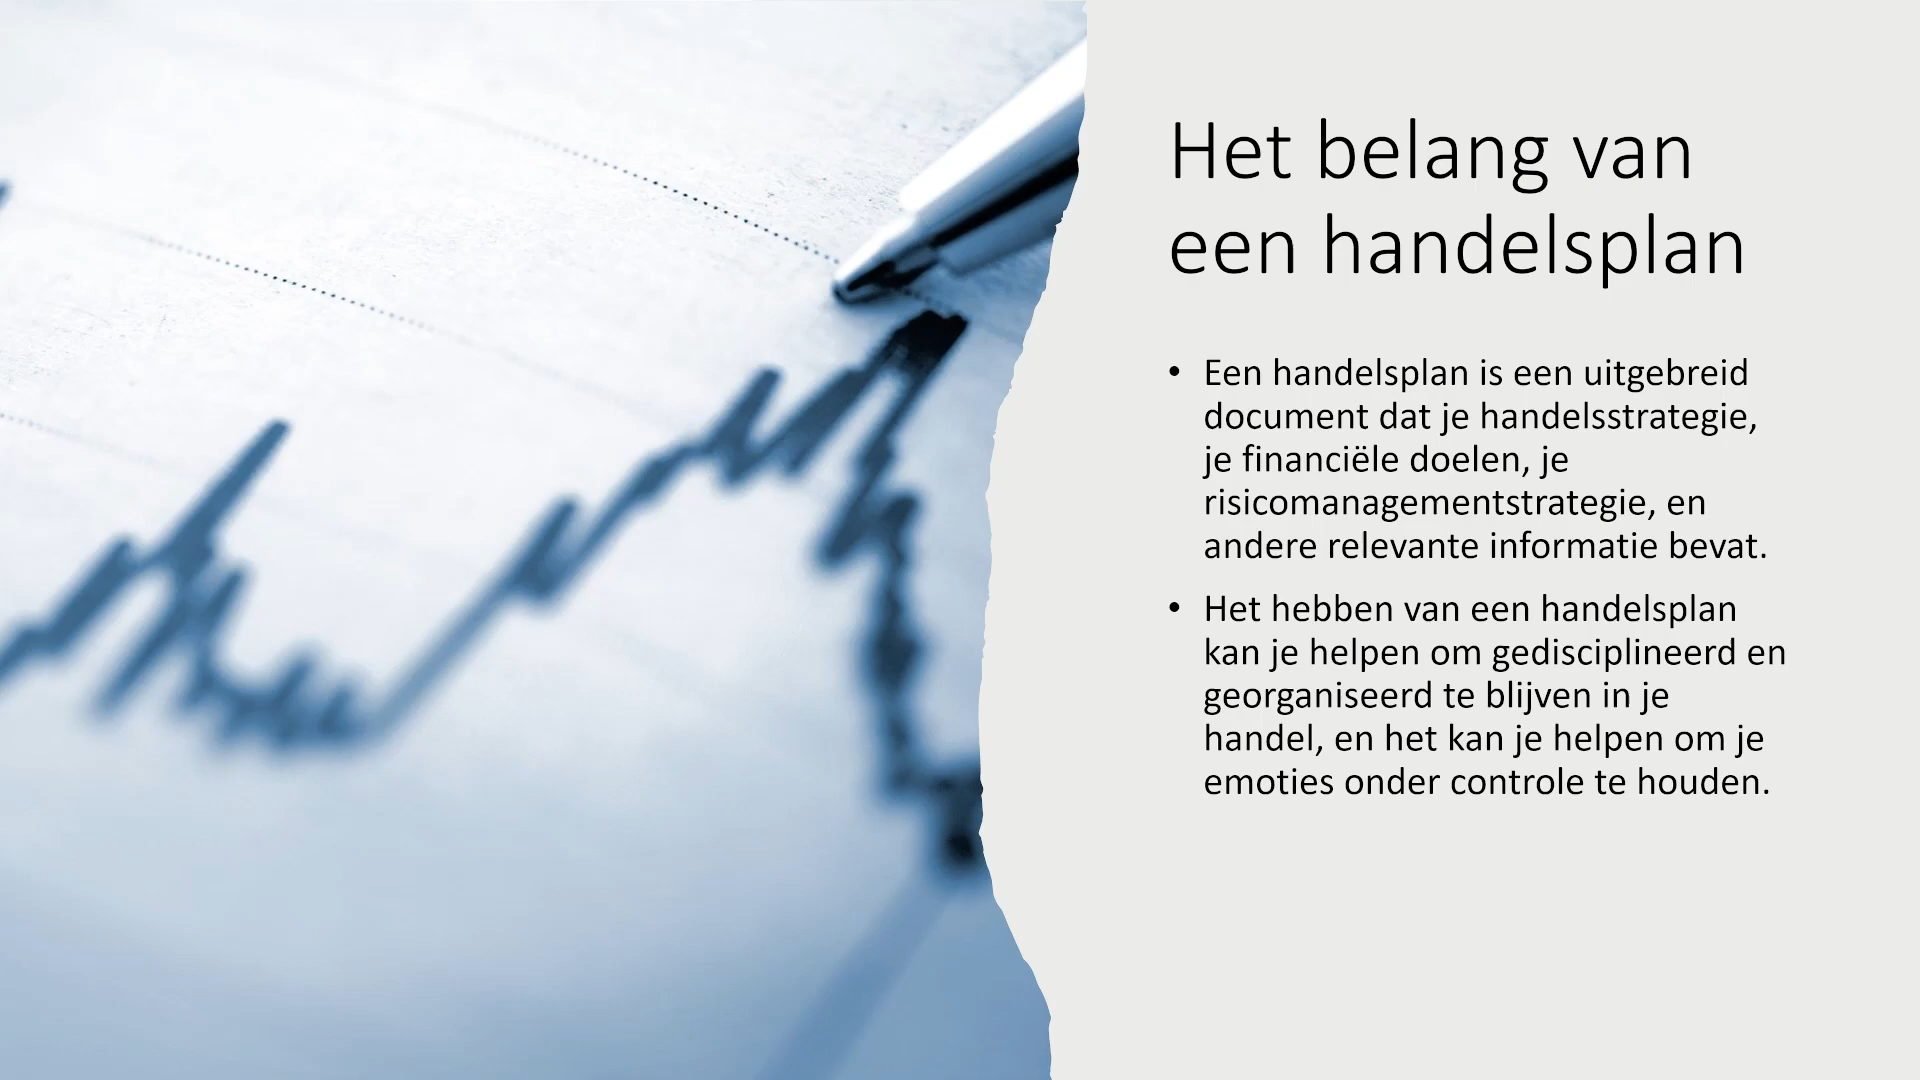 Het belang van
een handelsplan
• Een handelsplan is een uitgebreid
document dat je handelsstrategie,
je financiële doelen, je
risicomanagementstrategie, en
andere relevante informatie bevat.
• Het hebben van een handelsplan
kan je helpen om gedisciplineerd en
georganiseerd te blijven in je
handel, en het kan je helpen om je
emoties onder controle te houden.